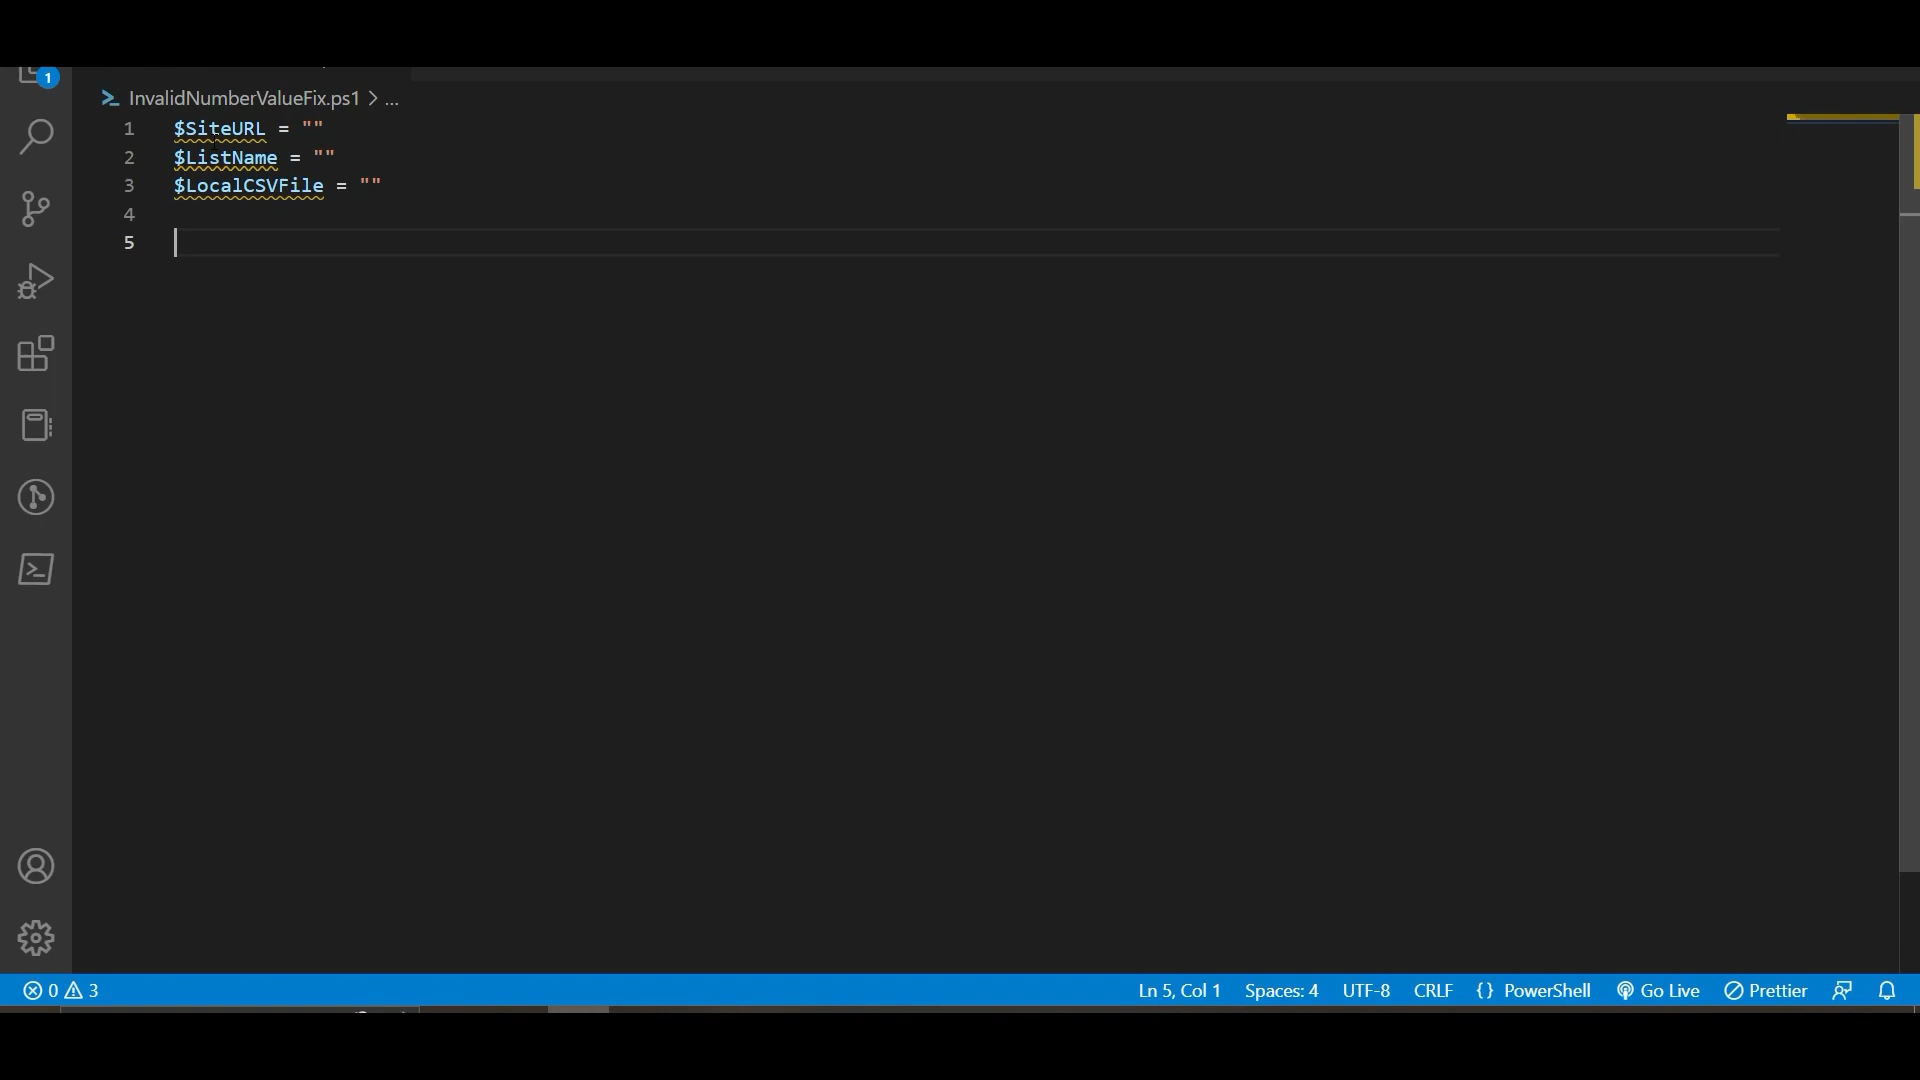 1
InvalidNumberValueFix.ps1 > ...
1 $SiteURL = ""
2 $ListName = ""
3 $LocalCSVFile = ""
4
5
0 3 Ln 5, Col 1 Spaces: 4 UTF-8 CRLF {} PowerShell Go Live Prettier